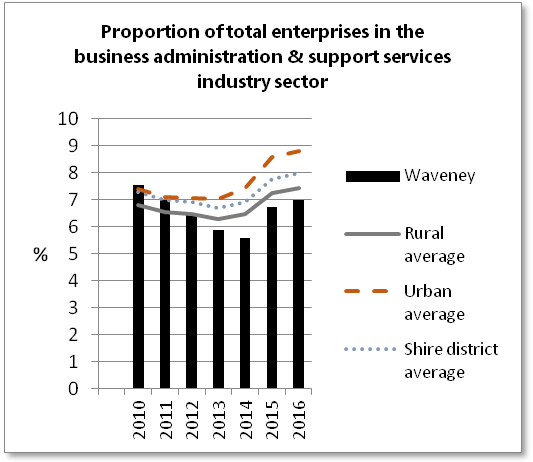 Proportion of total enterprises in the
business administration & support services
industry sector
10
9
8
7
6
5
4
3
2
1
0
%
2010
2011
2012
2013
2014
2015
2016
Waveney
Rural
average
Urban
average
Shire district
average